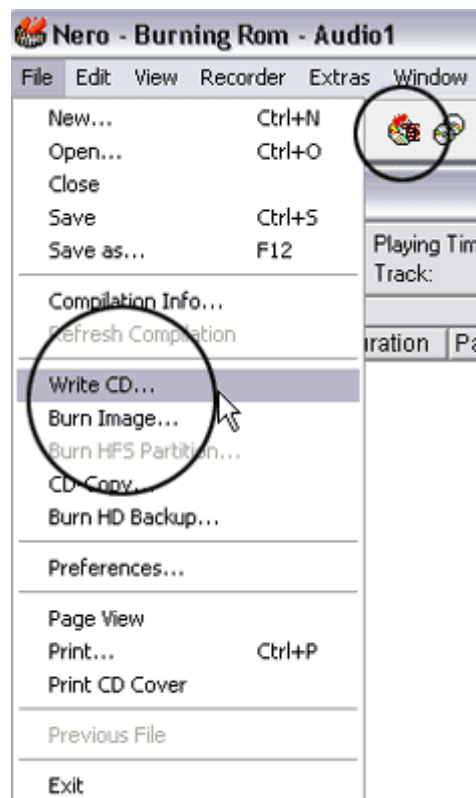 Nero - Burning Rom - Audio1
File Edit View Recorder Extras Window
New... Ctrl+N
Open... Ctrl+O
Close
Save Ctrl+S
Save as... F12
Playing Tim
Track:
Compilation Info...
Refresh Compilation
uration Pa
Write CD...
Burn Image...
Burn HFS Partition...
CD-Copy...
Burn HD Backup...
Preferences...
Page View
Print... Ctrl+P
Print CD Cover
Previous File
Exit